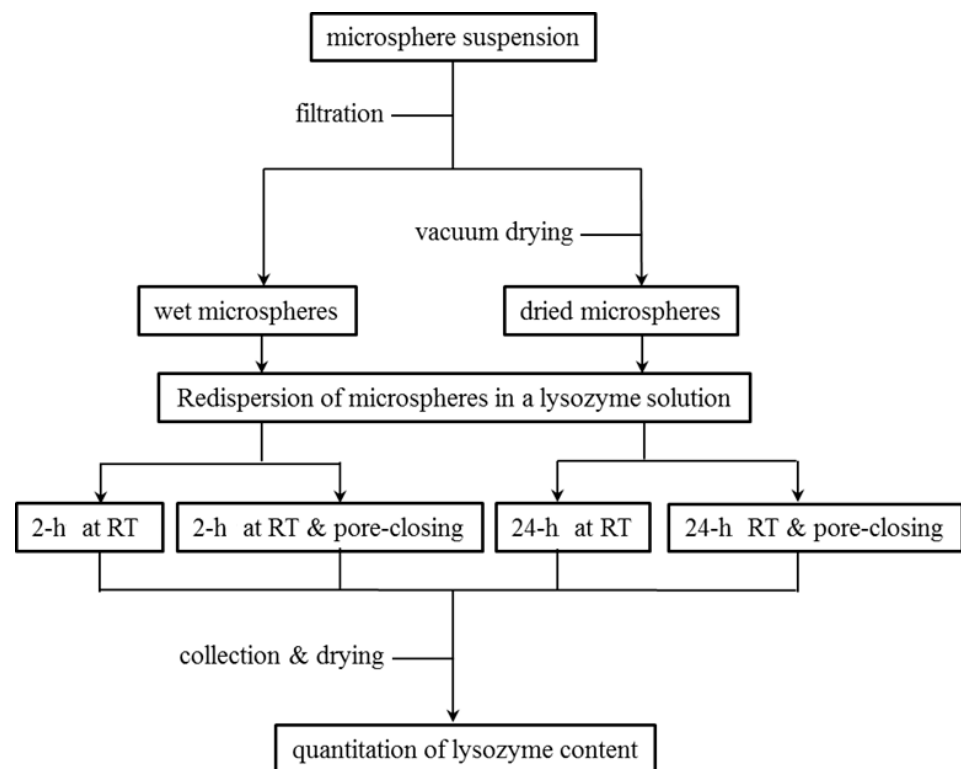 microsphere suspension
filtration
vacuum drying
wet microspheres
dried microspheres
Redispersion of microspheres in a lysozyme solution
2-h at RT
2-h at RT & pore-closing
24-h at RT
24-h RT & pore-closing
collection & drying
quantitation of lysozyme content